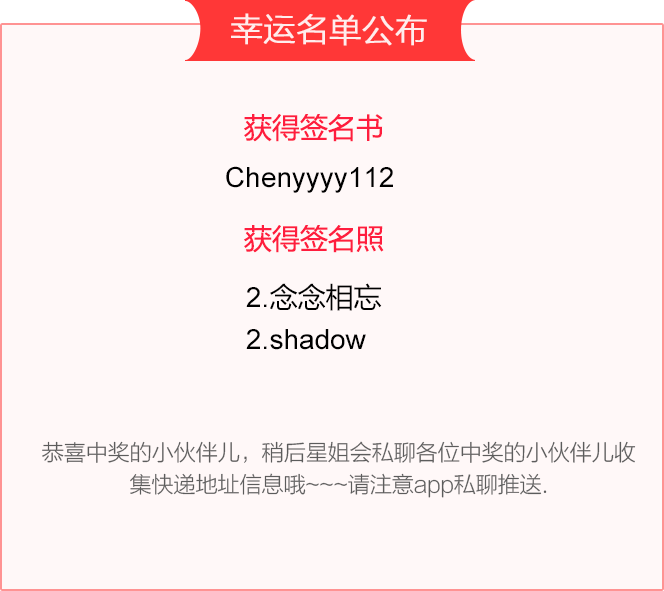 幸运名单公布
获得签名书
Chenyyyy112
获得签名照
2.念念相忘
2.shadow
恭喜中奖的小伙伴儿，稍后星姐会私聊各位中奖的小伙伴儿收
集快递地址信息哦~~~请注意app私聊推送.